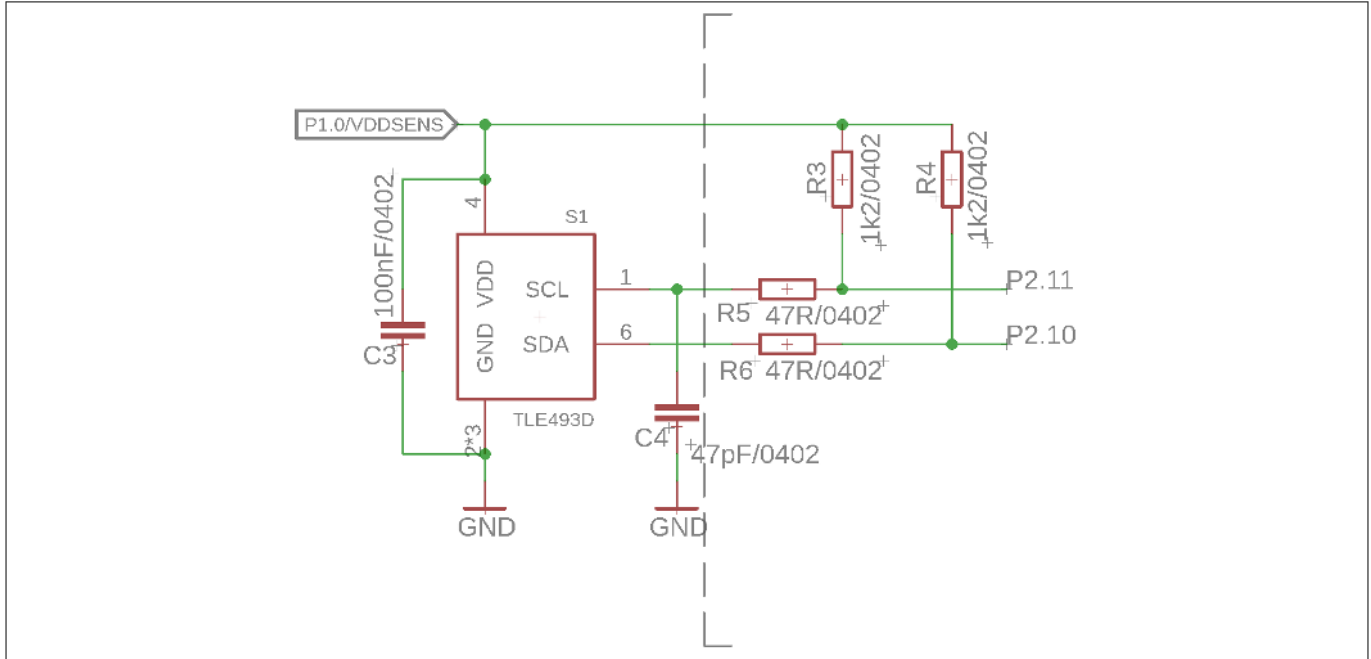 P1.0/VDDSENS
100nF/0402
C3
4
S1
VDD
GND
SCL
SDA
1
6
2*3
TLE493D
GND
C4
47pF/0402
GND
R3
1k2/0402
R4
1k2/0402
R5
47R/0402
R6
47R/0402
P2.11
P2.10